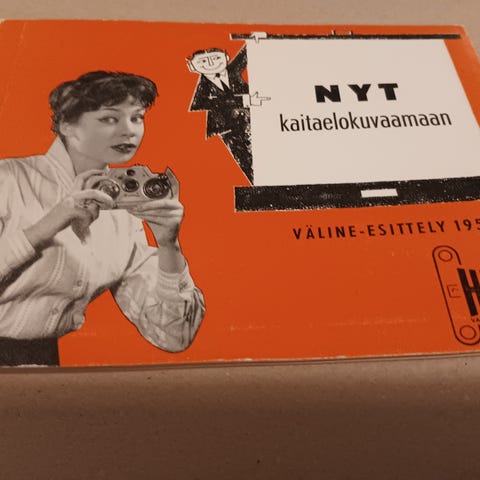 NYT
kaitaelokuvaamaan
VÄLINE-ESITTELY 195
H